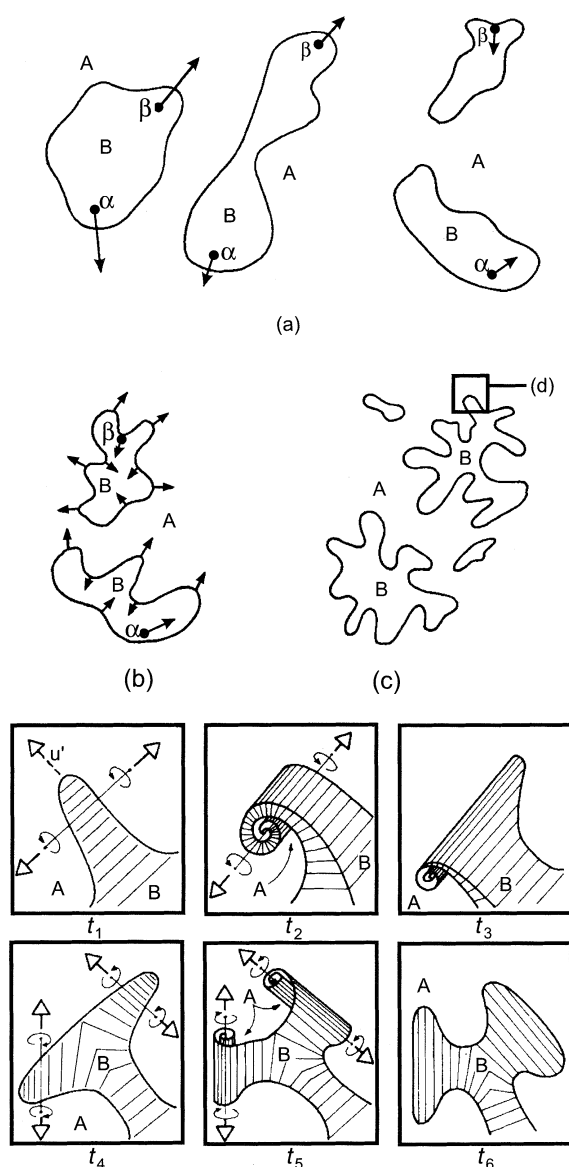 A β B α
β A B α
β A B α
(a)
β B A B α
(b)
A B B
(d)
(c)
u' A B
t₁
A B
t₂
A B
t₃
B A
t₄
A B
t₅
A B
t₆